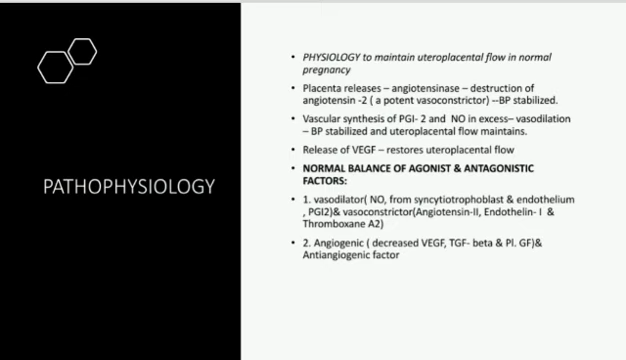 PATHOPHYSIOLOGY
• PHYSIOLOGY to maintain uteroplacental flow in normal
pregnancy
• Placenta releases – angiotensinase – destruction of
angiotensin -2 ( a potent vasoconstrictor) --BP stabilized.
• Vascular synthesis of PGI- 2 and NO in excess– vasodilation
– BP stabilized and uteroplacental flow maintains.
• Release of VEGF – restores uteroplacental flow
• NORMAL BALANCE OF AGONIST & ANTAGONISTIC
FACTORS:
• 1. vasodilator( NO, from syncytiotrophoblast & endothelium
, PGI2)& vasoconstrictor(Angiotensin-II, Endothelin- I &
Thromboxane A2)
• 2. Angiogenic ( decreased VEGF, TGF- beta & Pl. GF)&
Antiangiogenic factor